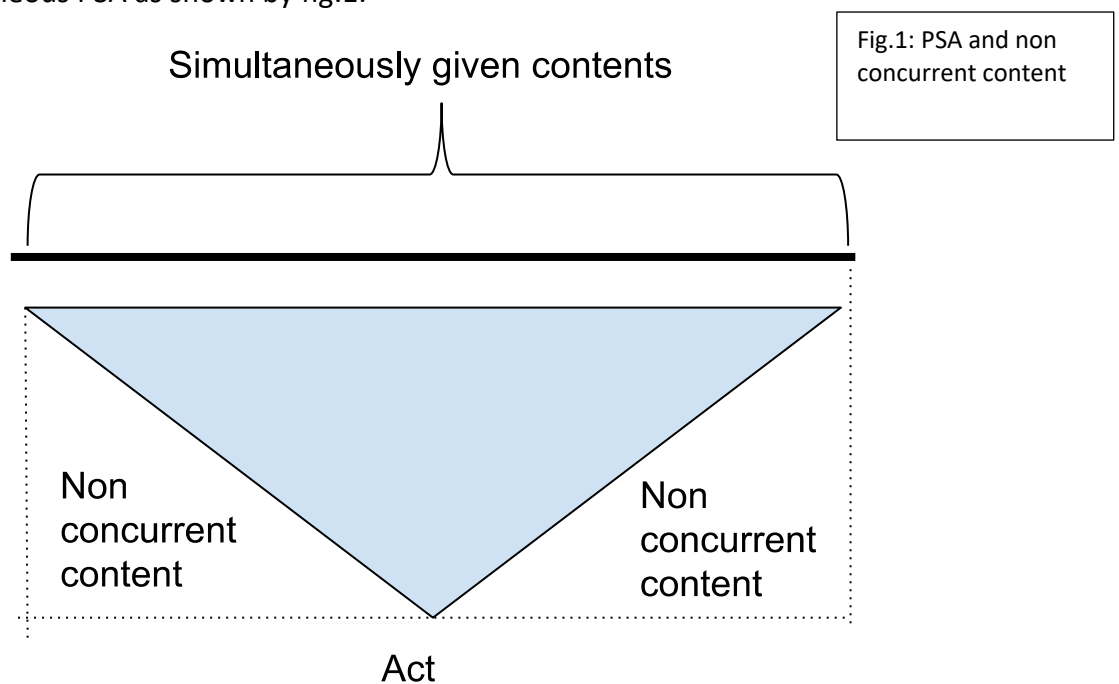 Fig.1: PSA and non
concurrent content
Simultaneously given contents
Non
concurrent
content
Non
concurrent
content
Act